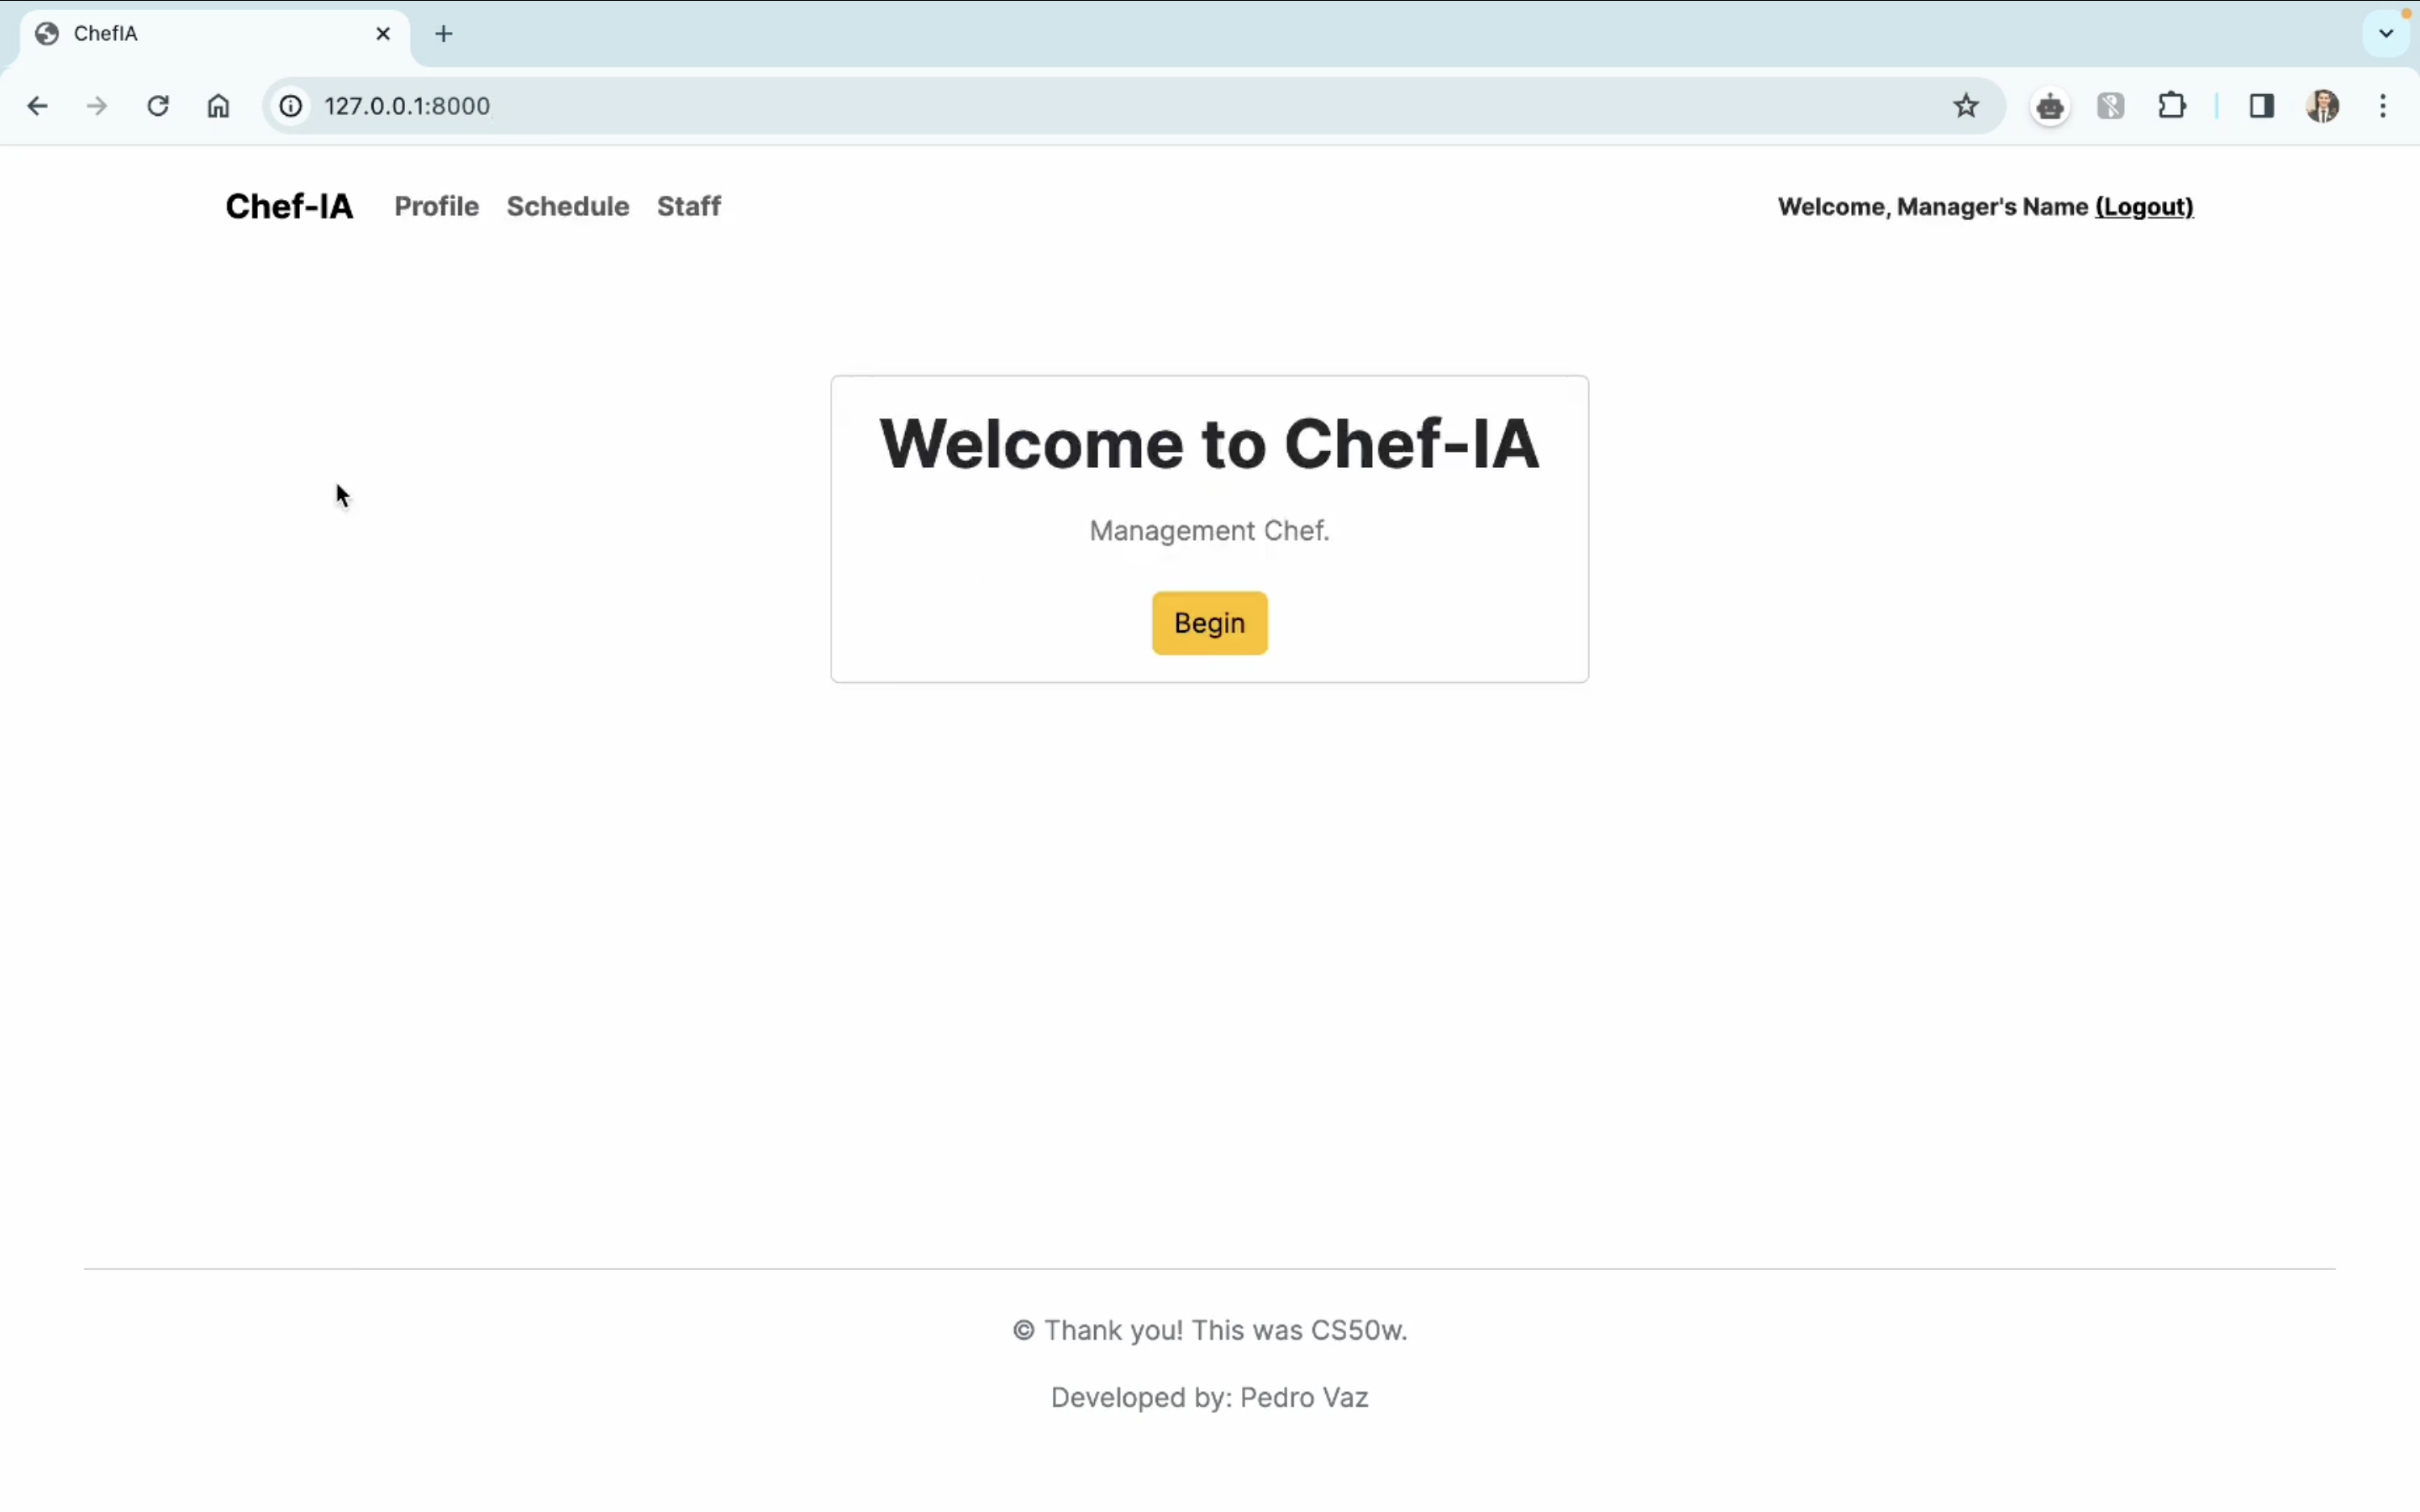 ChefIA
127.0.0.1:8000
Chef-IA Profile Schedule Staff Welcome, Manager's Name (Logout)
Welcome to Chef-IA
Management Chef.
Begin
© Thank you! This was CS50w.
Developed by: Pedro Vaz